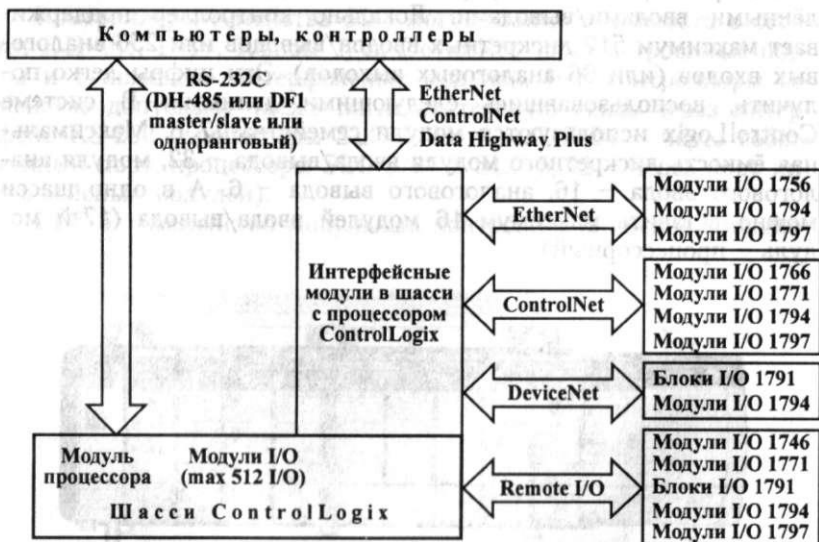 Компьютеры, контроллеры
RS-232C
(DH-485 или DFI
master/slave или
одноранговый)
EtherNet
ControlNet
Data Highway Plus
Интерфейсные
модули в шасси
с процессором
ControlLogix
EtherNet
Модули I/O 1756
Модули I/O 1794
Модули I/O 1797
ControlNet
Модули I/O 1766
Модули I/O 1771
Модули I/O 1794
Модули I/O 1797
DeviceNet
Блоки I/O 1791
Модули I/O 1794
Remote I/O
Модули I/O 1746
Модули I/O 1771
Блоки I/O 1791
Модули I/O 1794
Модули I/O 1797
Модуль
процессора
Модули I/O
(max 512 I/O)
Шасси ControlLogix